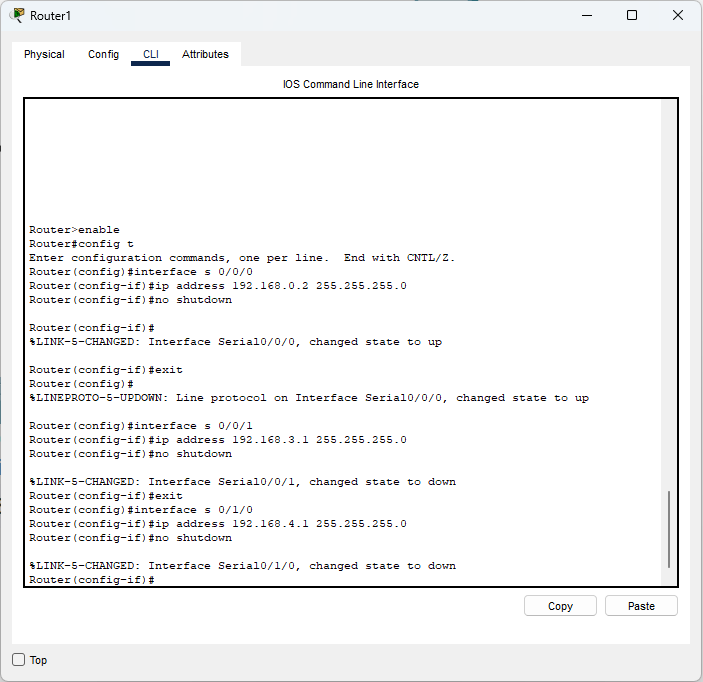 Router1
Physical Config CLI Attributes
IOS Command Line Interface
Router>enable
Router#config t
Enter configuration commands, one per line.  End with CNTL/Z.
Router(config)#interface s 0/0/0
Router(config-if)#ip address 192.168.0.2 255.255.255.0
Router(config-if)#no shutdown
Router(config-if)#
%LINK-5-CHANGED: Interface Serial0/0/0, changed state to up
Router(config-if)#exit
Router(config)#
%LINEPROTO-5-UPDOWN: Line protocol on Interface Serial0/0/0, changed state to up
Router(config)#interface s 0/0/1
Router(config-if)#ip address 192.168.3.1 255.255.255.0
Router(config-if)#no shutdown
%LINK-5-CHANGED: Interface Serial0/0/1, changed state to down
Router(config-if)#exit
Router(config)#interface s 0/1/0
Router(config-if)#ip address 192.168.4.1 255.255.255.0
Router(config-if)#no shutdown
%LINK-5-CHANGED: Interface Serial0/1/0, changed state to down
Router(config-if)#
Copy Paste
Top